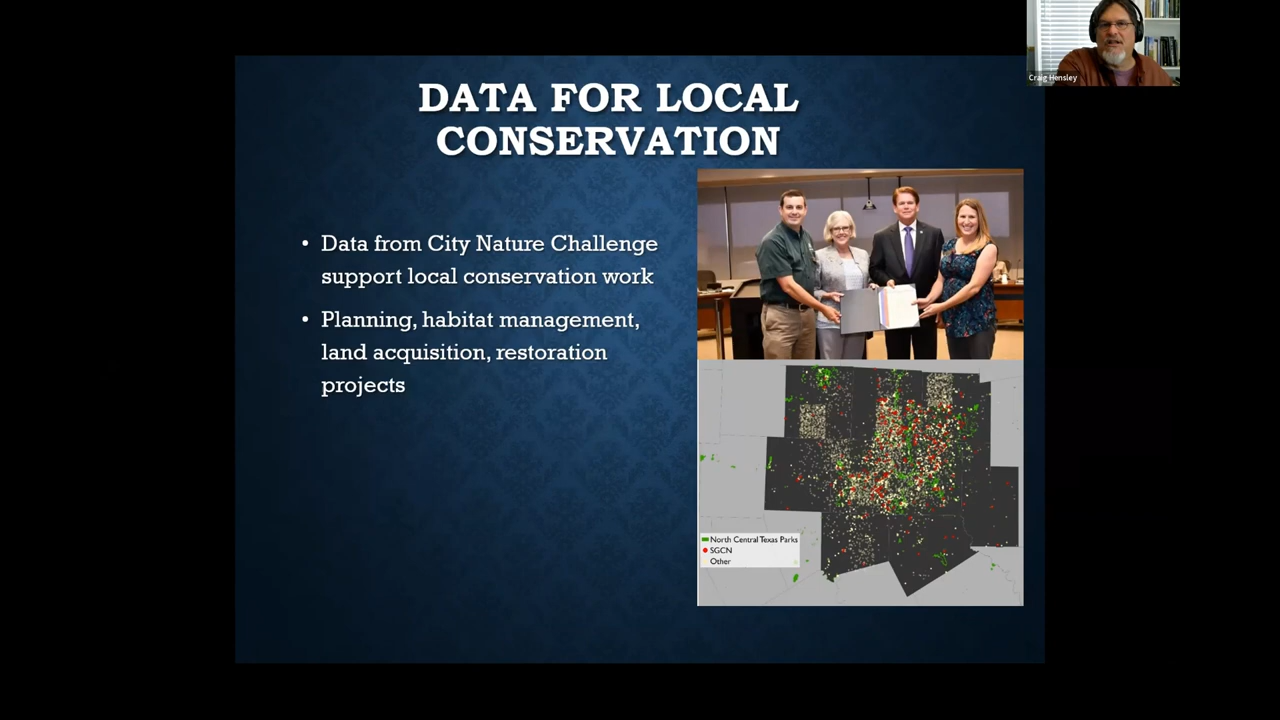 Craig Hensley
DATA FOR LOCAL
CONSERVATION
• Data from City Nature Challenge
support local conservation work
• Planning, habitat management,
land acquisition, restoration
projects
North Central Texas Parks
SGCN
Other